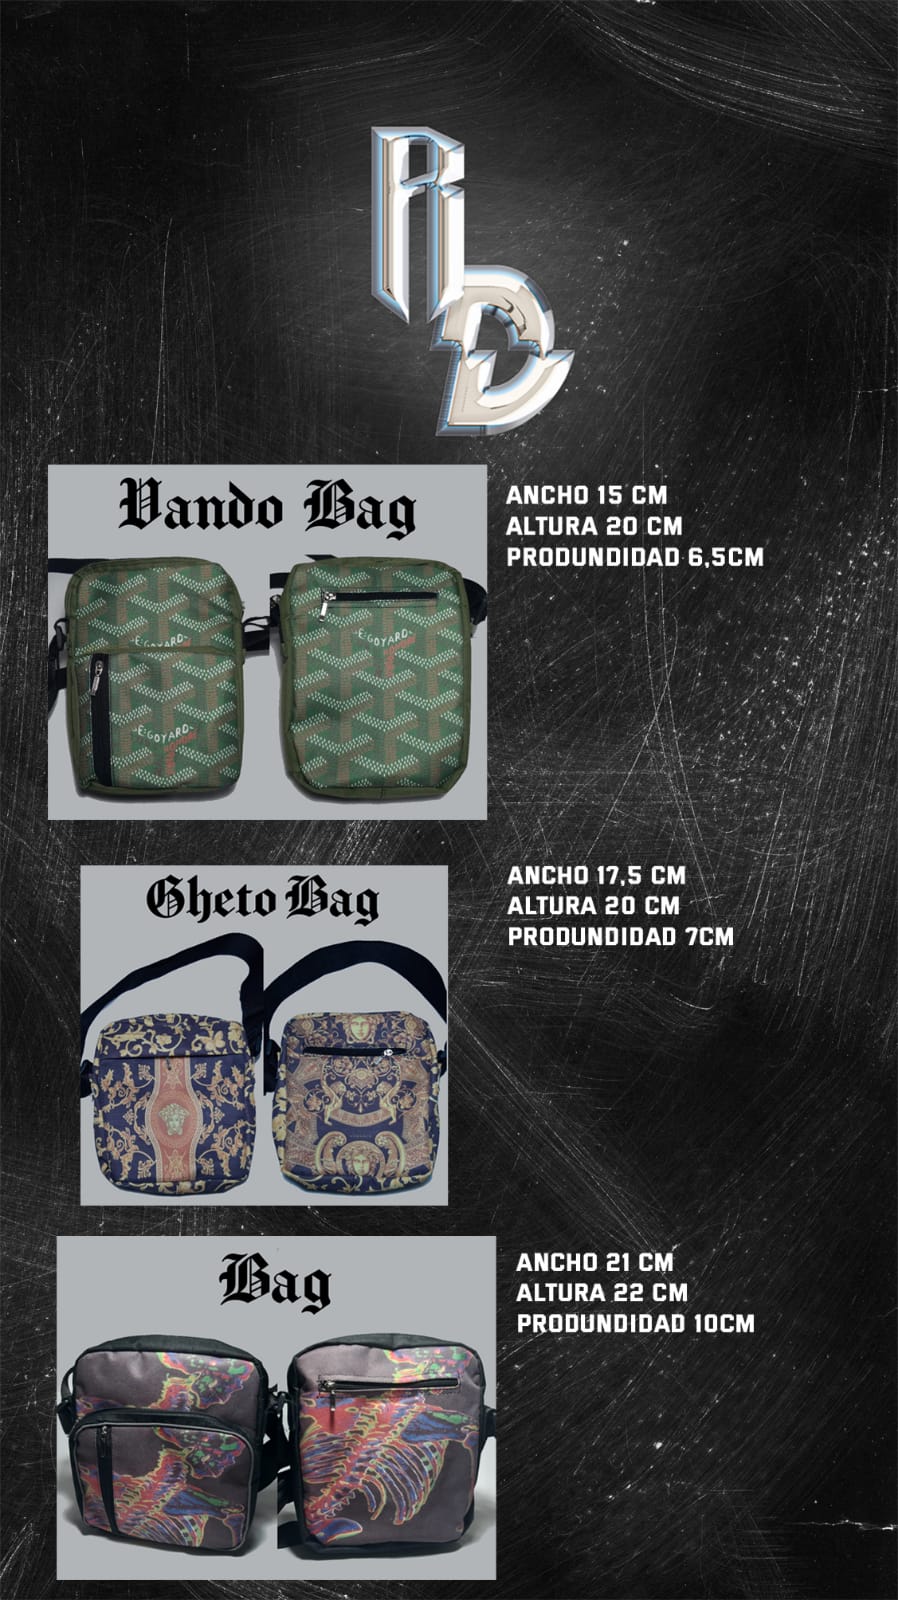 RD
Vando Bag
ANCHO 15 CM
ALTURA 20 CM
PRODUNDIDAD 6,5CM
E.GOYARD
E.GOYARD
E.GOYARD
Gheto Bag
ANCHO 17,5 CM
ALTURA 20 CM
PRODUNDIDAD 7CM
Bag
ANCHO 21 CM
ALTURA 22 CM
PRODUNDIDAD 10CM